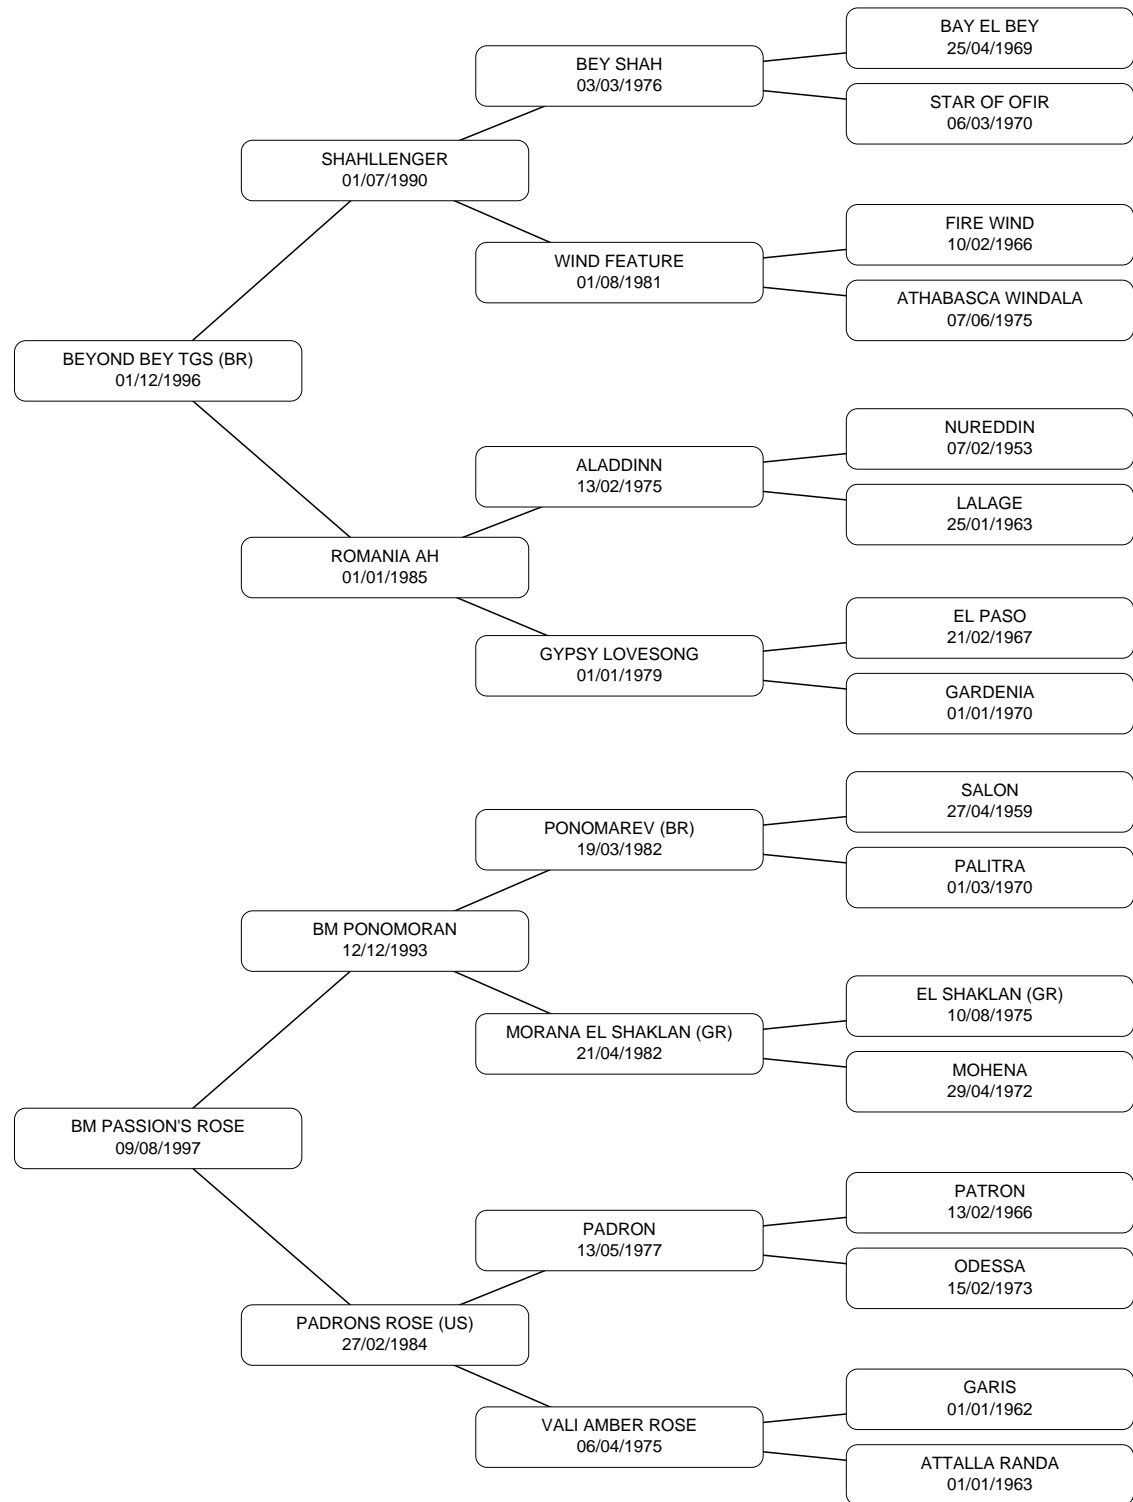 BAY EL BEY
25/04/1969
BEY SHAH
03/03/1976
STAR OF OFIR
06/03/1970
SHAHLLENGER
01/07/1990
FIRE WIND
10/02/1966
WIND FEATURE
01/08/1981
ATHABASCA WINDALA
07/06/1975
BEYOND BEY TGS (BR)
01/12/1996
NUREDDIN
07/02/1953
ALADDINN
13/02/1975
LALAGE
25/01/1963
ROMANIA AH
01/01/1985
EL PASO
21/02/1967
GYPSY LOVESONG
01/01/1979
GARDENIA
01/01/1970
SALON
27/04/1959
PONOMAREV (BR)
19/03/1982
PALITRA
01/03/1970
BM PONOMORAN
12/12/1993
EL SHAKLAN (GR)
10/08/1975
MORANA EL SHAKLAN (GR)
21/04/1982
MOHENA
29/04/1972
BM PASSION'S ROSE
09/08/1997
PATRON
13/02/1966
PADRON
13/05/1977
ODESSA
15/02/1973
PADRONS ROSE (US)
27/02/1984
GARIS
01/01/1962
VALI AMBER ROSE
06/04/1975
ATTALLA RANDA
01/01/1963